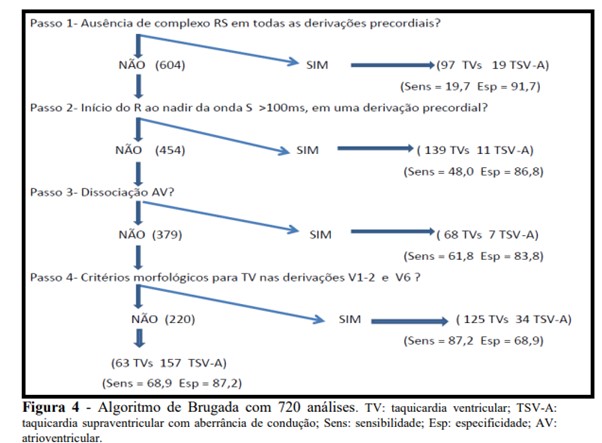 Passo 1- Ausência de complexo RS em todas as derivações precordiais?
NÃO (604) SIM (97 TVs 19 TSV-A)
(Sens = 19,7 Esp = 91,7)
Passo 2- Início do R ao nadir da onda S >100ms, em uma derivação precordial?
NÃO (454) SIM ( 139 TVs 11 TSV-A)
(Sens = 48,0 Esp = 86,8)
Passo 3- Dissociação AV?
NÃO (379) SIM ( 68 TVs 7 TSV-A)
(Sens = 61,8 Esp = 83,8)
Passo 4- Critérios morfológicos para TV nas derivações V1-2 e V6 ?
NÃO (220) SIM ( 125 TVs 34 TSV-A)
(Sens = 87,2 Esp = 68,9)
(63 TVs 157 TSV-A)
(Sens = 68,9 Esp = 87,2)
Figura 4 - Algoritmo de Brugada com 720 análises. TV: taquicardia ventricular; TSV-A:
taquicardia supraventricular com aberrância de condução; Sens: sensibilidade; Esp: especificidade; AV:
atrioventricular.